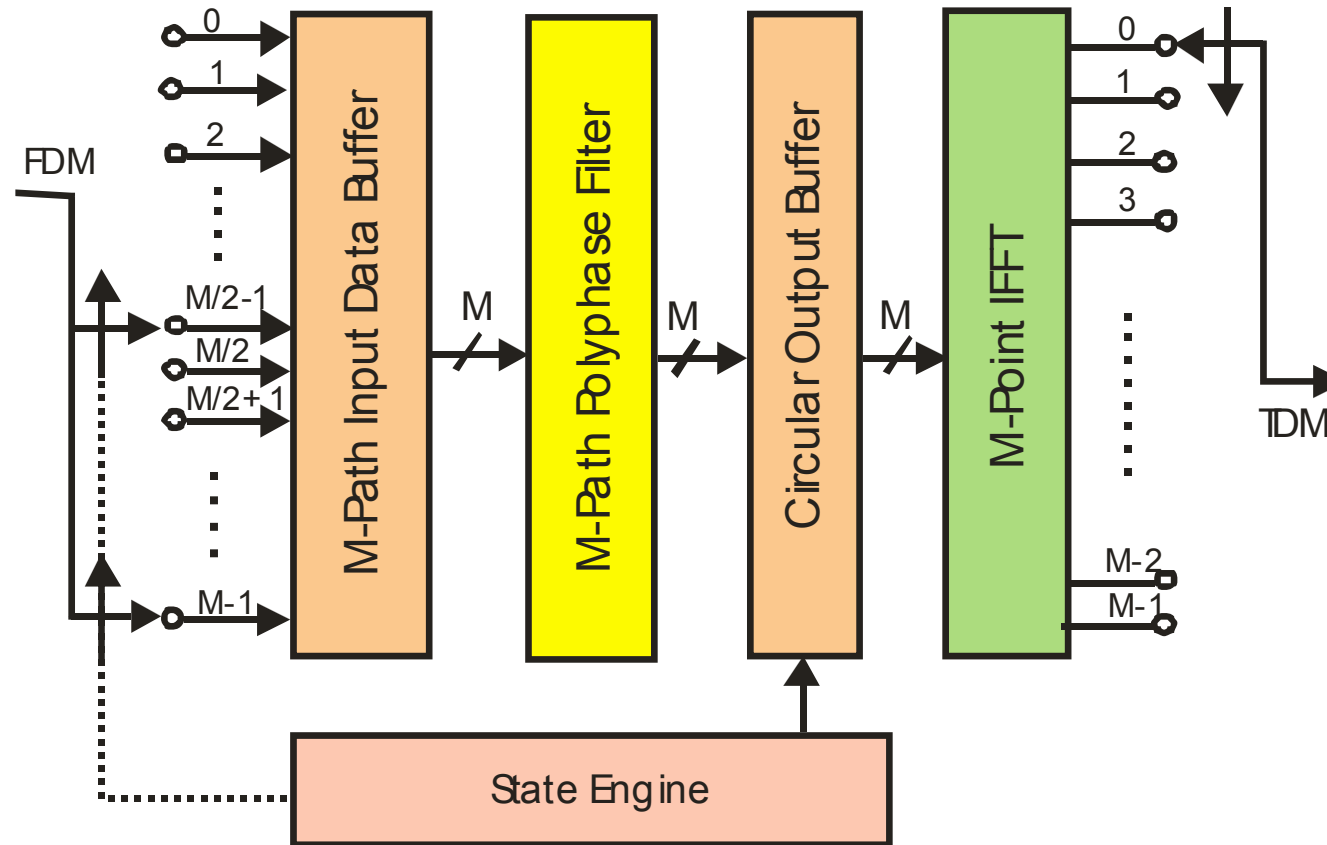 FDM
0
1
2
M/2-1
M/2
M/2+1
M-1
M-Path Input Data Buffer
M
M-Path Polyphase Filter
M
Circular Output Buffer
M
M-Point IFFT
0
1
2
3
M-2
M-1
TDM
State Engine